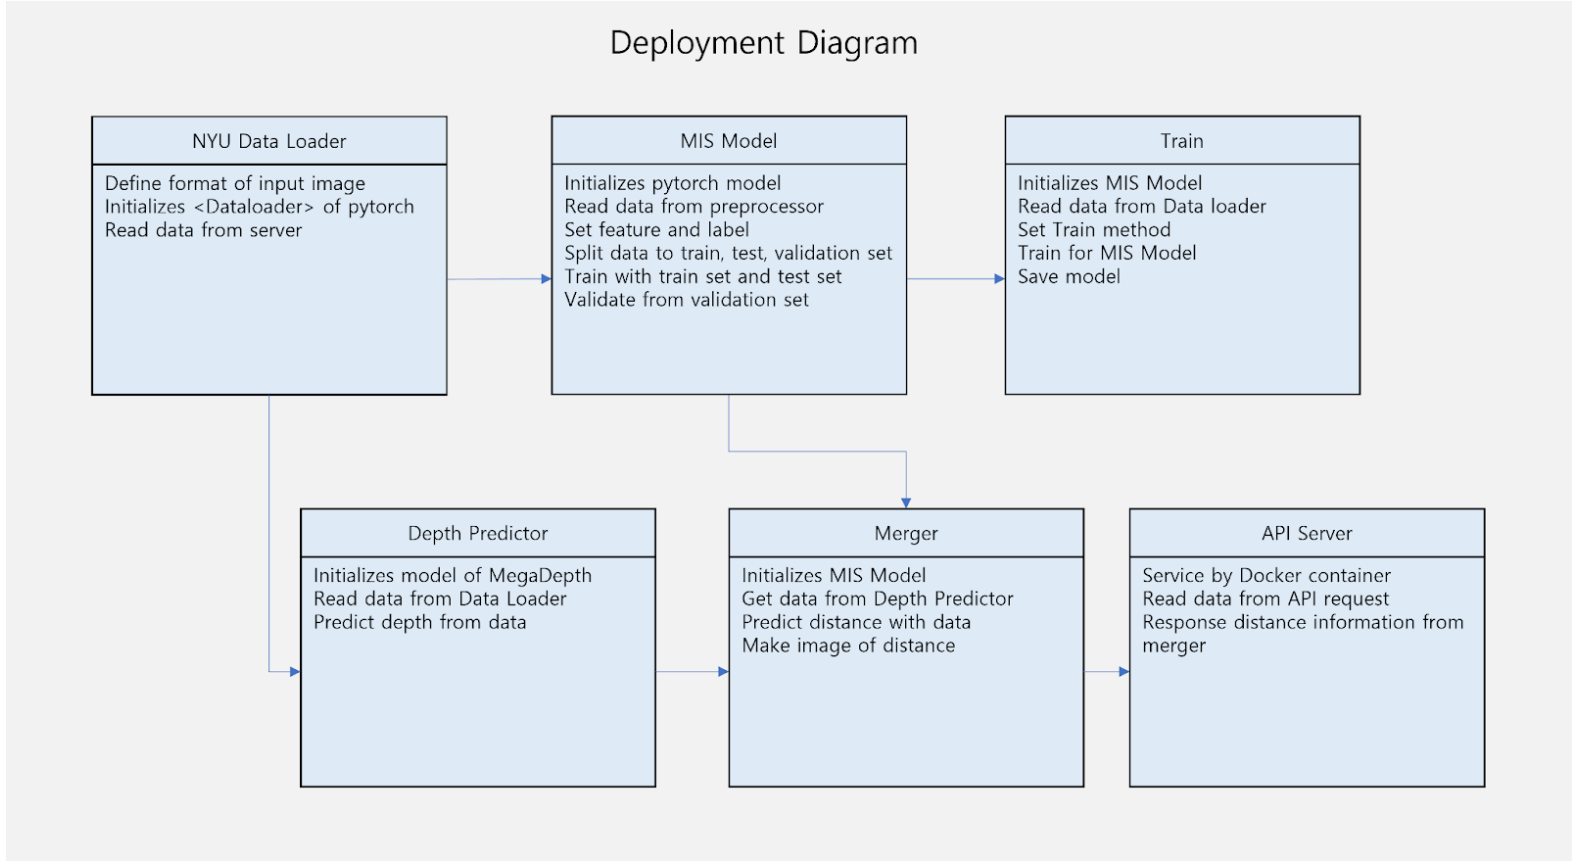 Deployment Diagram
NYU Data Loader
Define format of input image
Initializes <Dataloader> of pytorch
Read data from server
MIS Model
Initializes pytorch model
Read data from preprocessor
Set feature and label
Split data to train, test, validation set
Train with train set and test set
Validate from validation set
Train
Initializes MIS Model
Read data from Data loader
Set Train method
Train for MIS Model
Save model
Depth Predictor
Initializes model of MegaDepth
Read data from Data Loader
Predict depth from data
Merger
Initializes MIS Model
Get data from Depth Predictor
Predict distance with data
Make image of distance
API Server
Service by Docker container
Read data from API request
Response distance information from
merger